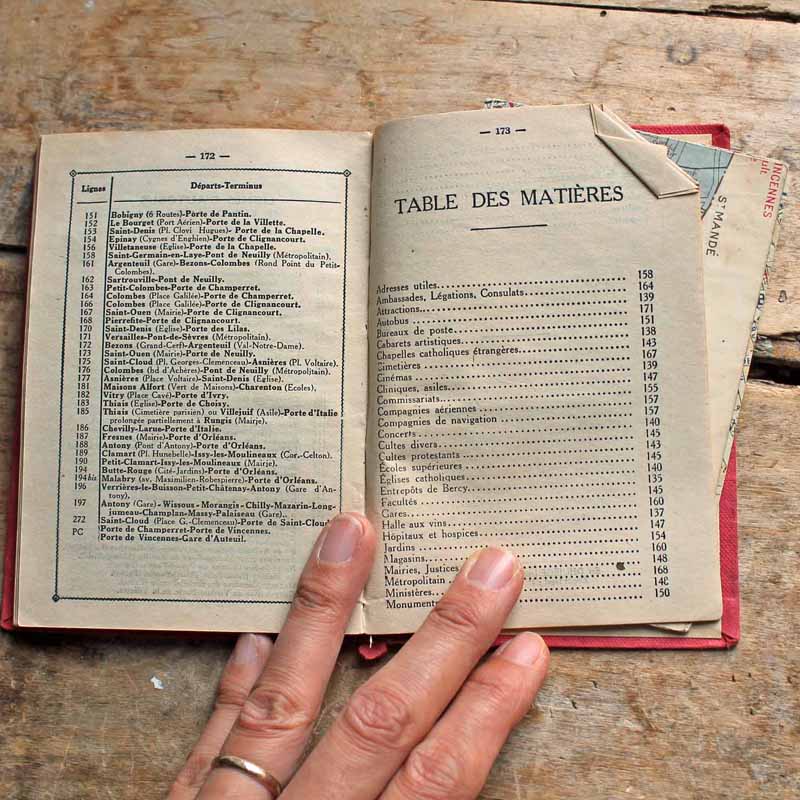 — 172 —
Lignes Départs-Terminus
151 Bobigny (6 Routes)-Porte de Pantin.
152 Le Bourget (Port Aérien)-Porte de la Villette.
153 Saint-Denis (Pl. Clovi Hugues)- Porte de la Chapelle.
154 Epinay (Cygnes d'Enghien)-Porte de Clignancourt.
156 Villetaneuse (Eglise)-Porte de la Chapelle.
158 Saint-Germain-en-Laye-Pont de Neuilly (Métropolitain).
161 Argenteuil (Gare)-Bezons-Colombes (Rond Point du Petit-
Colombes).
162 Sartrouville-Pont de Neuilly.
163 Petit-Colombes-Porte de Champerret.
164 Colombes (Place Galilée)-Porte de Champerret.
166 Colombes (Place Galilée)-Porte de Clignancourt.
167 Saint-Ouen (Mairie)-Porte de Clignancourt.
168 Pierrefite-Porte de Clignancourt.
170 Saint-Denis (Eglise)-Porte des Lilas.
171 Versailles-Pont-de-Sèvres (Métropolitain).
172 Bezons (Grand-Cerf)-Argenteuil (Val-Notre-Dame).
173 Saint-Ouen (Mairie)-Porte de Neuilly.
175 Saint-Cloud (Pl. Georges-Clemenceau)-Asnières (Pl. Voltaire).
176 Colombes (bd d'Achères)-Pont de Neuilly (Métropolitain).
177 Asnières (Place Voltaire)-Saint-Denis (Eglise).
181 Maisons Alfort (Vert de Maisons)-Charenton (Ecoles),
182 Vitry (Place Cavé)-Porte d'Ivry.
183 Thiais (Eglise)-Porte de Choisy.
185 Thiais (Cimetière parisien) ou Villejuif (Asile)-Porte d'Italie
prolongée partiellement à Rungis (Mairie).
186 Chevilly-Larue-Porte d'Italie.
187 Fresnes (Mairie)-Porte d'Orléans.
188 Antony (Pont d'Antony)-Porte d'Orléans.
189 Clamart (Pl. Hunebelle)-Issy-les-Moulineaux (Cor.-Celton).
190 Petit-Clamart-Issy-les-Moulineaux (Mairie).
194 Butte-Rouge (Cité-Jardins)-Porte d'Orléans.
194 bis Malabry (av. Maximilien-Robespierre)-Porte d'Orléans.
196 Verrières-le-Buisson-Petit-Châtenay-Antony (Gare d'An-
tony).
197 Antony (Gare) - Wissous - Morangis - Chilly-Mazarin-Long-
jumeau-Champlan-Massy-Palaiseau (Gare)..
272 Saint-Cloud (Place G.-Clemenceau)-Porte de Saint-Cloud
PC Porte de Champerret-Porte de Vincennes.
Porte de Vincennes-Gare d'Auteuil.
— 173 —
TABLE DES MATIÈRES
Adresses utiles 158
Ambassades, Légations, Consulats 164
Attractions 139
Autobus 171
Bureaux de poste 151
Cabarets artistiques 138
Chapelles catholiques étrangères 143
Cimetières 167
Cinémas 139
Cliniques, asiles 147
Commissariats 155
Compagnies aériennes 157
Compagnies de navigation 157
Concerts 140
Cultes divers 145
Cultes protestants 143
Écoles supérieures 145
Églises catholiques 140
Entrepôts de Bercy 135
Facultés 145
Gares 160
Halle aux vins 137
Hôpitaux et hospices 147
Jardins 154
Magasins 160
Mairies, Justices 148
Métropolitain 168
Ministères 148
Monument 150
INCENNES
ST MANDÉ